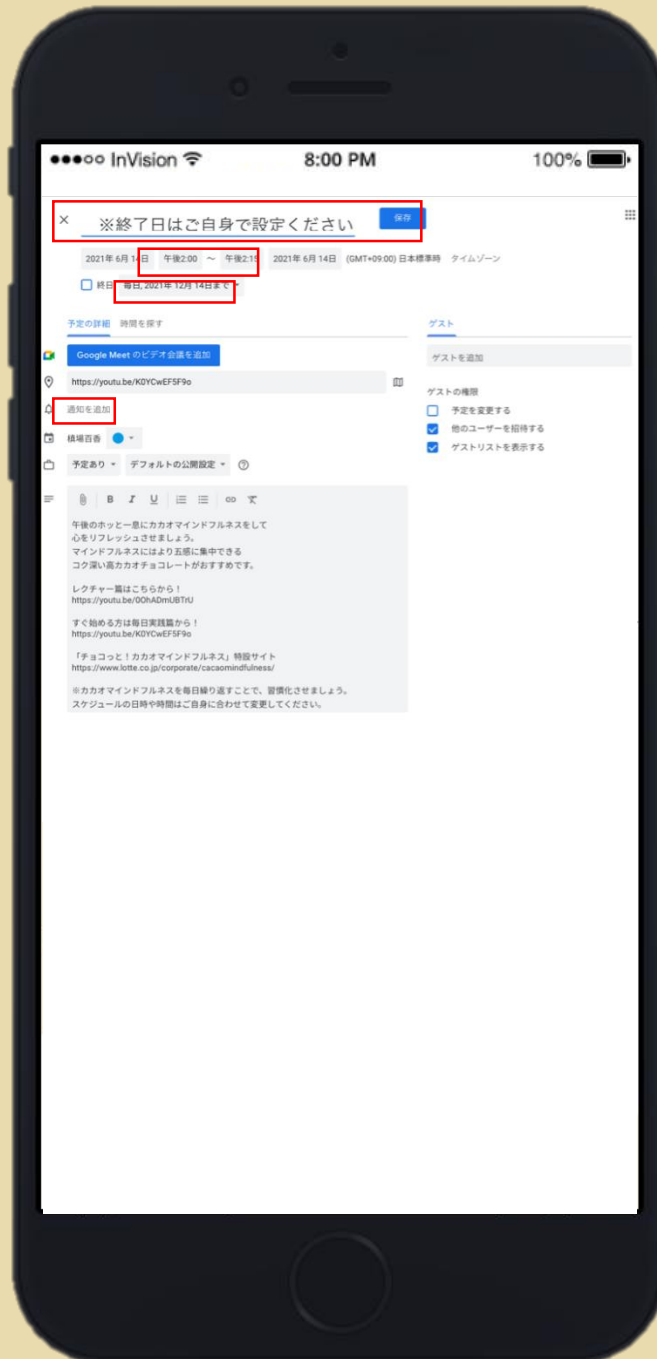 InVision 8:00 PM 100%
※終了日はご自身で設定ください 保存
2021年 6月 14日 午後2:00 ～ 午後2:15 2021年 6月 14日 (GMT+09:00) 日本標準時 タイムゾーン
終日 毎日, 2021年 12月 14日まで
予定の詳細 時間を探す ゲスト
Google Meet のビデオ会議を追加
ゲストを追加
https://youtu.be/K0YCwEF5F9o
ゲストの権限
通知を追加
予定を変更する
他のユーザーを招待する
槙場百香
ゲストリストを表示する
予定あり デフォルトの公開設定
B I U
午後のホッと一息にカカオマインドフルネスをして
心をリフレッシュさせましょう。
マインドフルネスにはより五感に集中できる
コク深い高カカオチョコレートがおすすめです。
レクチャー篇はこちらから！
https://youtu.be/0OhADmUBTrU
すぐ始める方は毎日実践篇から！
https://youtu.be/K0YCwEF5F9o
「チョコっと！カカオマインドフルネス」特設サイト
https://www.lotte.co.jp/corporate/cacaomindfulness/
※カカオマインドフルネスを毎日繰り返すことで、習慣化させましょう。
スケジュールの日時や時間はご自身に合わせて変更してください。